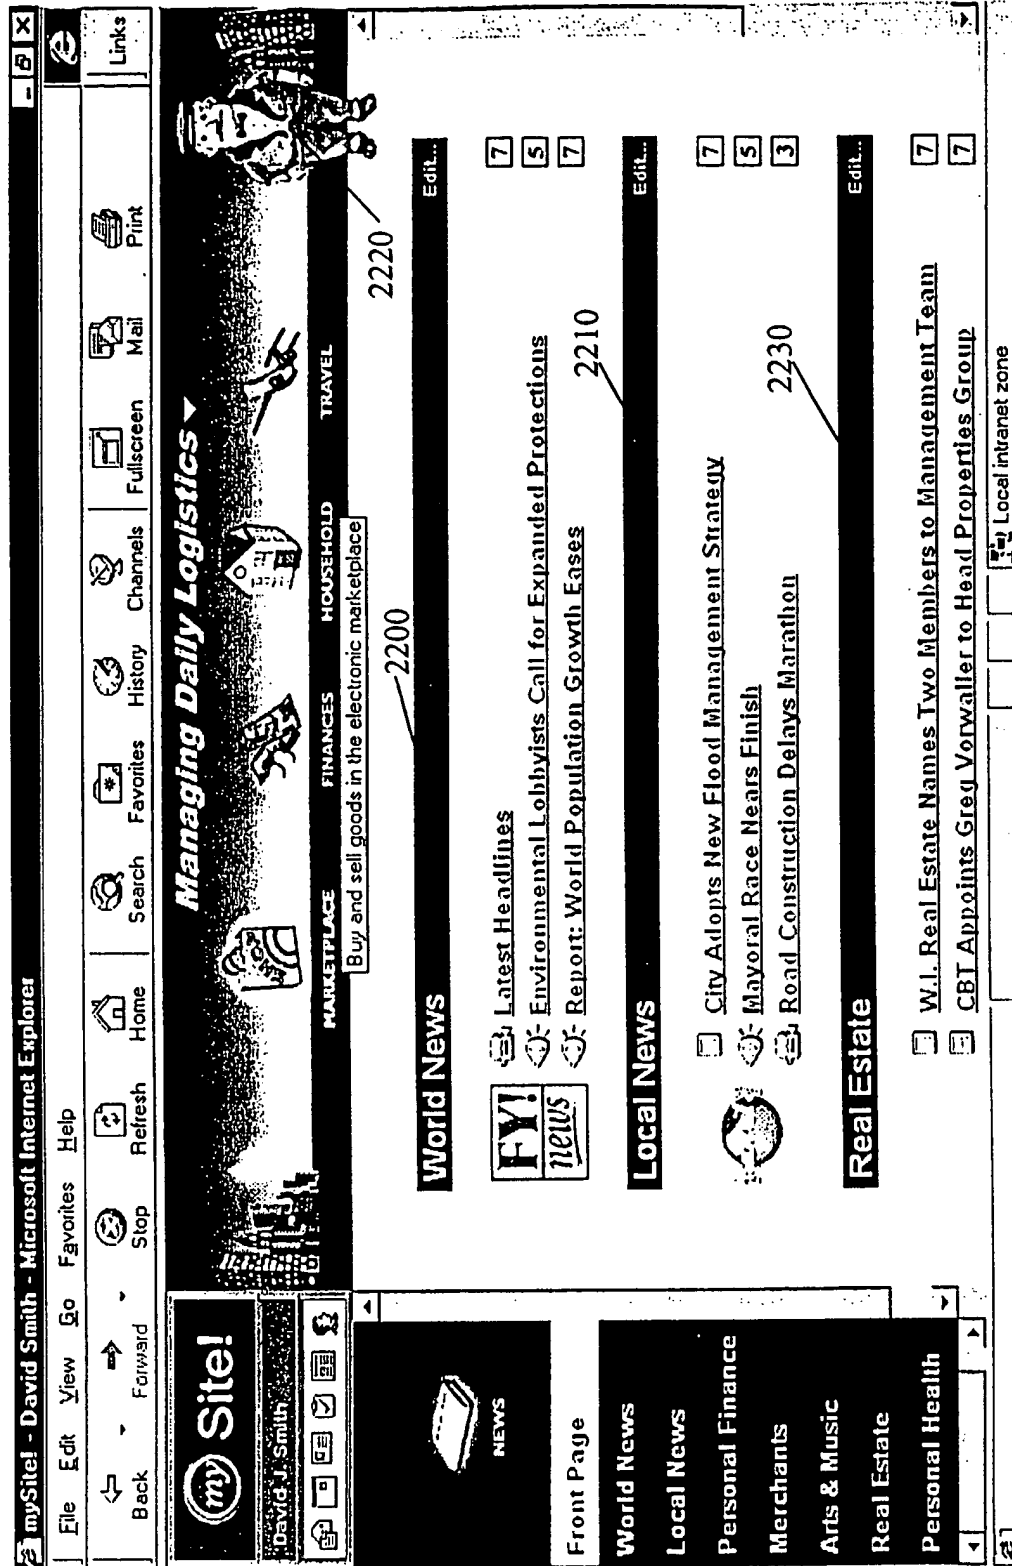 mySite! - David Smith - Microsoft Internet Explorer
File Edit View Go Favorites Help
Back Forward Stop Refresh Home Search Favorites History Channels Fullscreen Mail Print Links
my Site!
David J. Smith
Managing Daily Logistics
MARKETPLACE FINANCES HOUSEHOLD TRAVEL
Buy and sell goods in the electronic marketplace
2220
2200
NEWS
Front Page
World News
Local News
Personal Finance
Merchants
Arts & Music
Real Estate
Personal Health
World News Edit...
FY!
news
Latest Headlines 7
Environmental Lobbyists Call for Expanded Protections 5
Report: World Population Growth Eases 7
2210
Local News Edit...
City Adopts New Flood Management Strategy 7
Mayoral Race Nears Finish 5
Road Construction Delays Marathon 3
2230
Real Estate Edit...
W.I. Real Estate Names Two Members to Management Team 7
CBT Appoints Greg Vorwaller to Head Properties Group 7
Local intranet zone